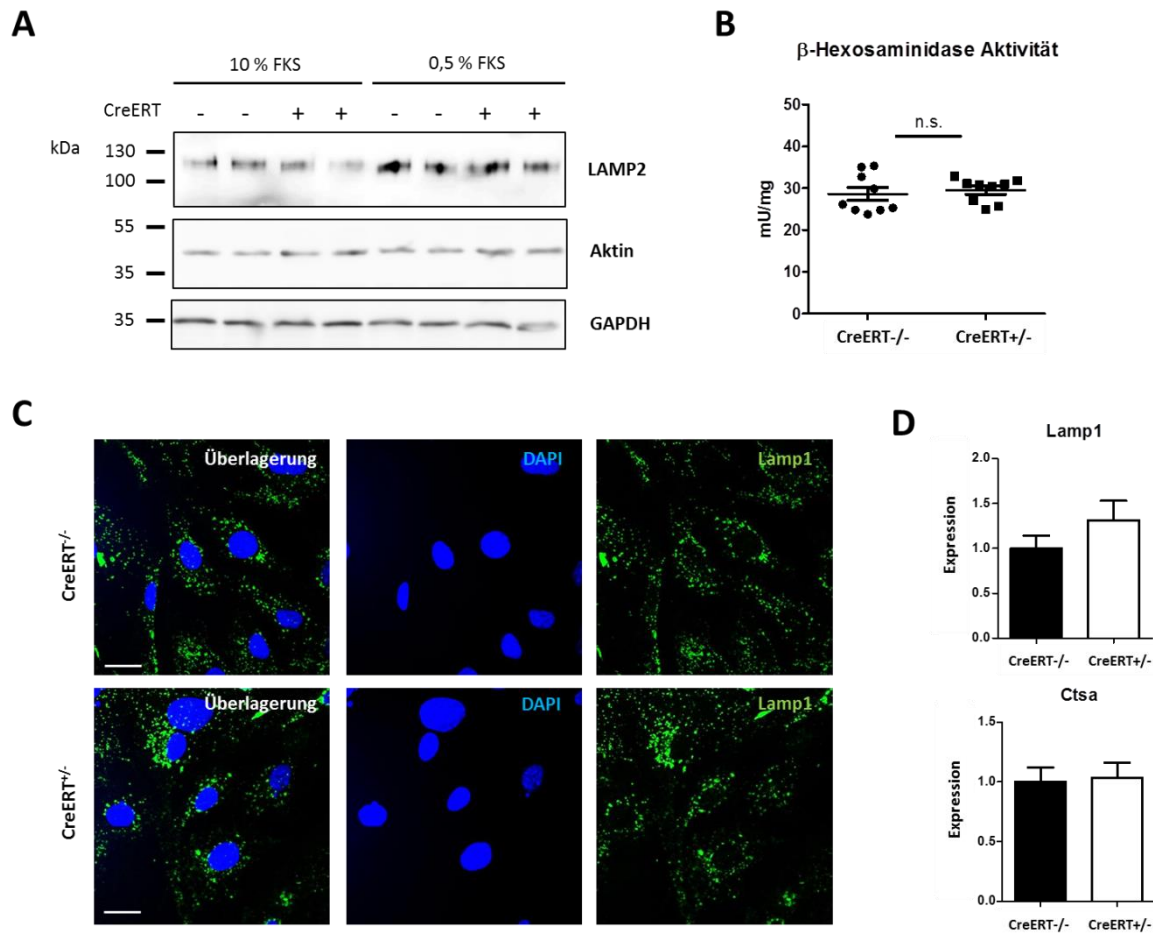 A
10 % FKS 0,5 % FKS
CreERT - - + + - - + +
kDa
130
100
LAMP2
55
35
Aktin
35
GAPDH
B
β-Hexosaminidase Aktivität
50
40
30
20
10
0
mU/mg
n.s.
CreERT-/- CreERT+/-
C
Überlagerung DAPI Lamp1
CreERT-/-
Überlagerung DAPI Lamp1
CreERT+/-
D
Lamp1
2.0
1.5
1.0
0.5
0.0
Expression
CreERT-/- CreERT+/-
Ctsa
1.5
1.0
0.5
0.0
Expression
CreERT-/- CreERT+/-